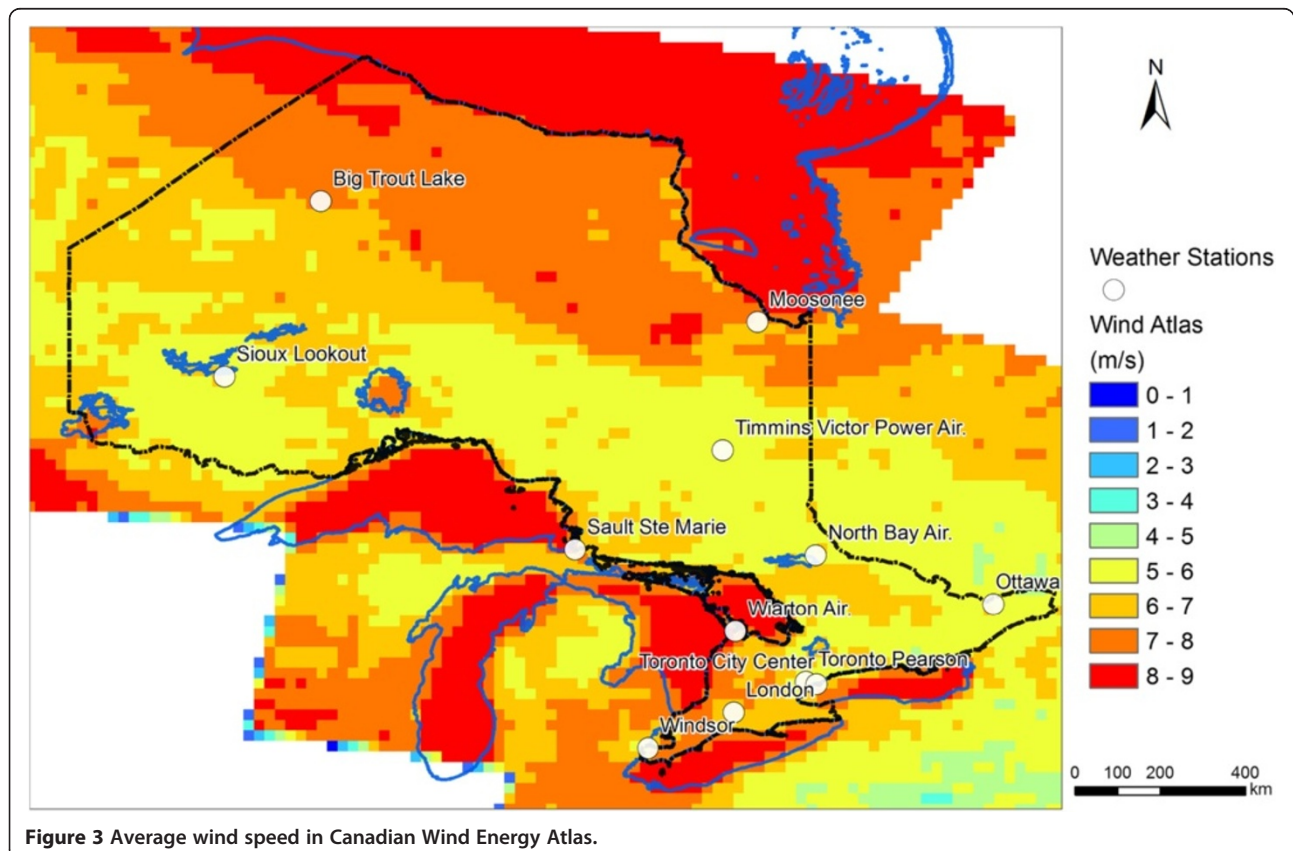 N
Big Trout Lake
Moosonee
Sioux Lookout
Timmins Victor Power Air.
Sault Ste Marie
North Bay Air.
Ottawa
Wiarton Air.
Toronto City Center
Toronto Pearson
London
Windsor
Weather Stations
Wind Atlas
(m/s)
0 - 1
1 - 2
2 - 3
3 - 4
4 - 5
5 - 6
6 - 7
7 - 8
8 - 9
0 100 200 400
km
Figure 3 Average wind speed in Canadian Wind Energy Atlas.